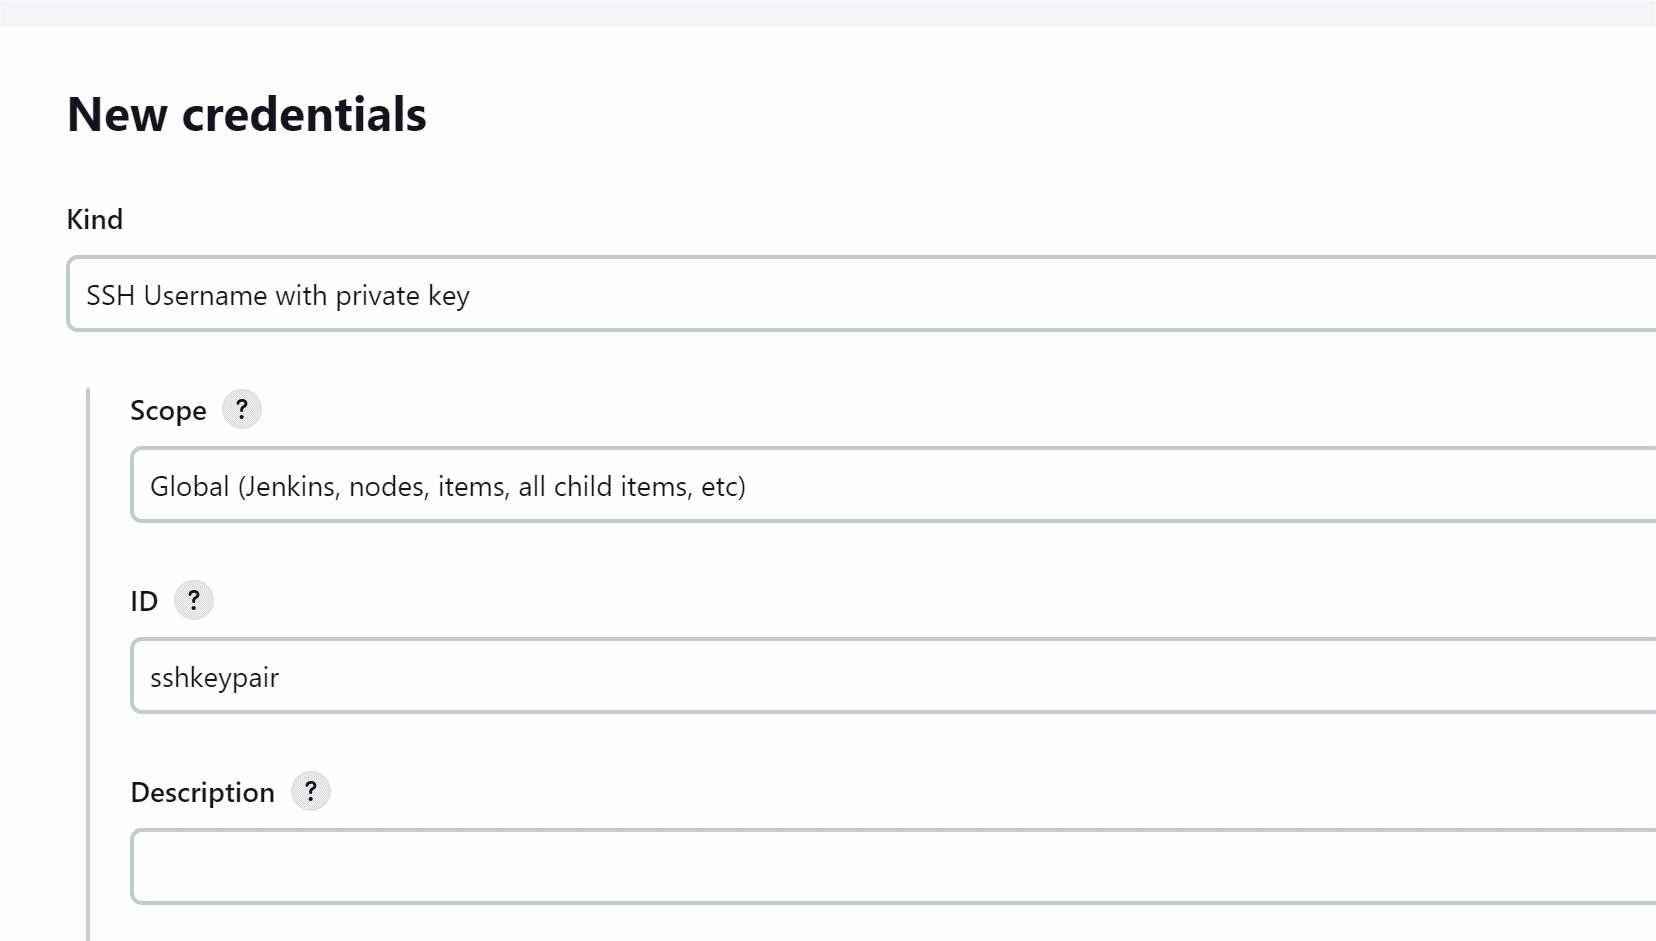 New credentials
Kind
SSH Username with private key
Scope ?
Global (Jenkins, nodes, items, all child items, etc)
ID ?
sshkeypair
Description ?